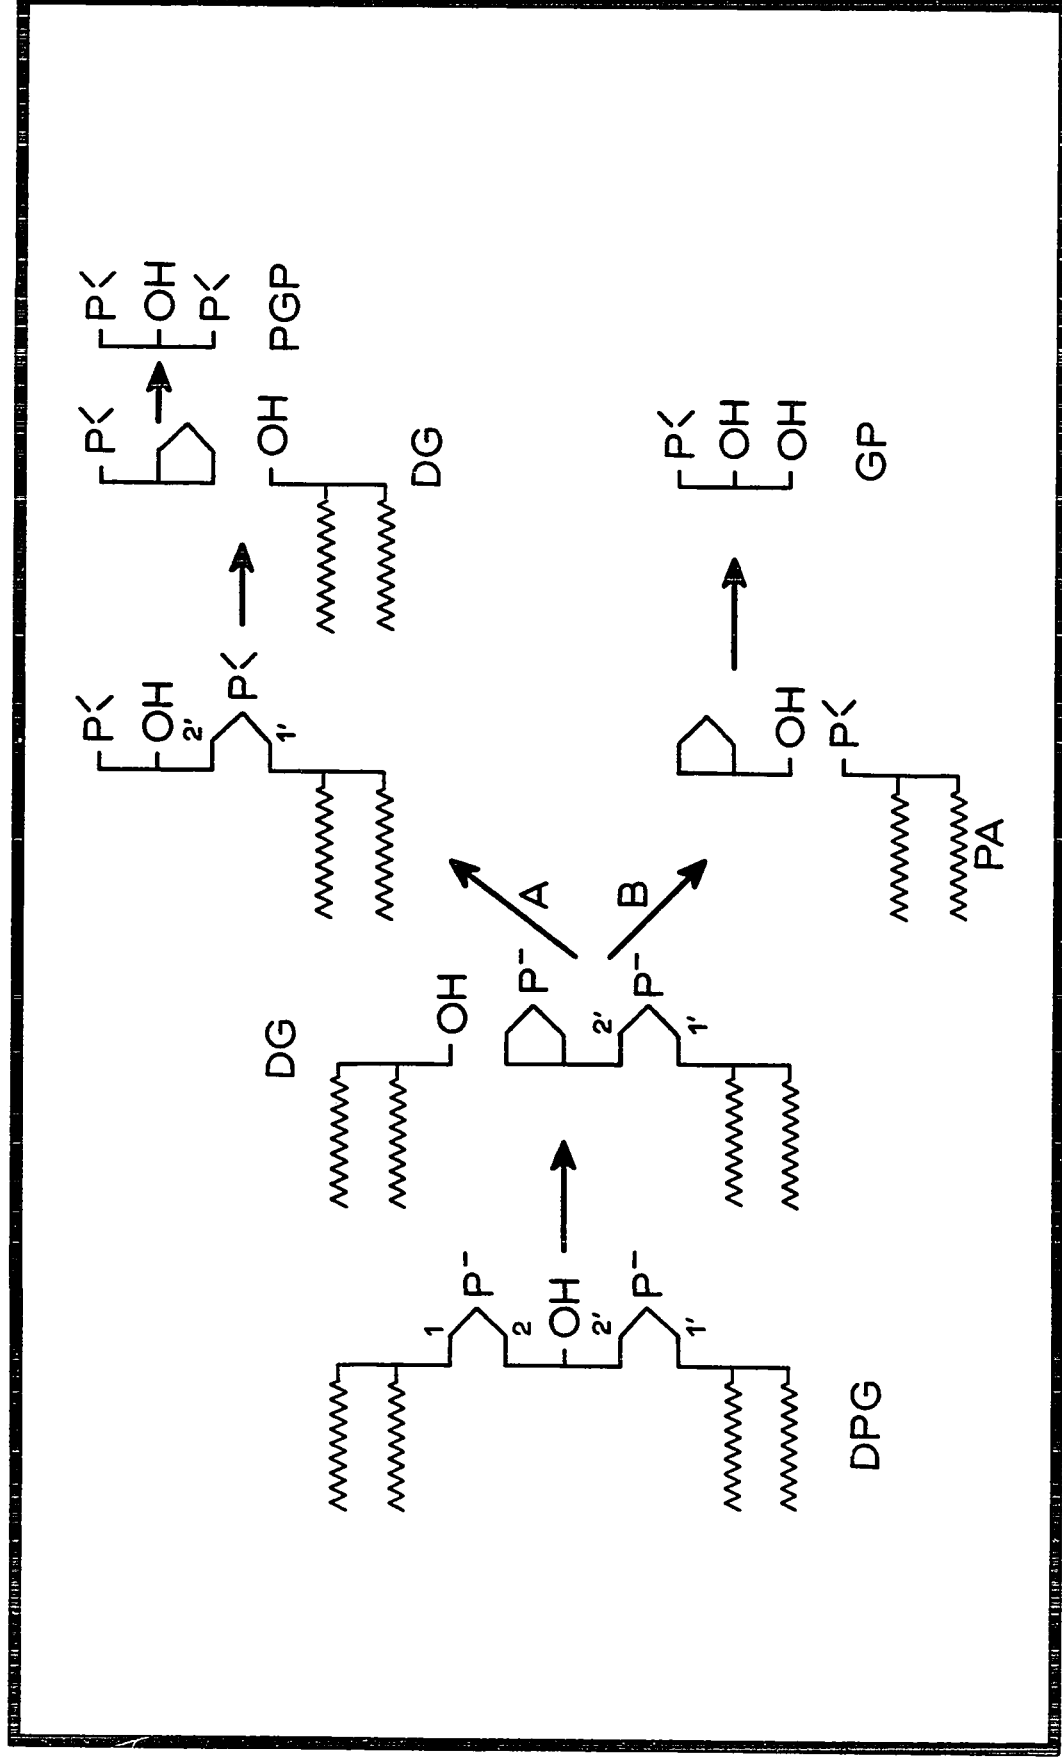 1
P-
2
OH
2'
P-
1'
DPG
DG
OH
P-
2'
P-
1'
A
B
P<
OH
2'
P<
1'
P<
OH
DG
P<
OH
P<
PGP
OH
P<
PA
P<
OH
OH
GP